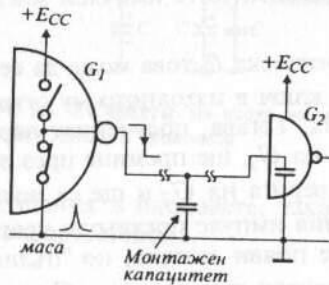 +E_CC
+E_CC
G₁
G₂
маса
Монтажен
капацитет